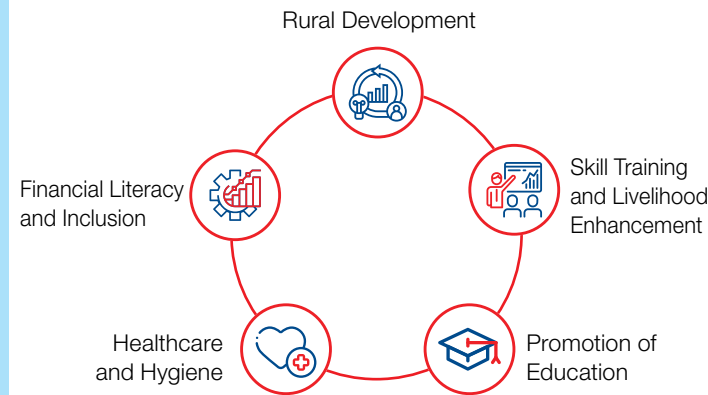 Rural Development
Skill Training
and Livelihood
Enhancement
Promotion of
Education
Healthcare
and Hygiene
Financial Literacy
and Inclusion